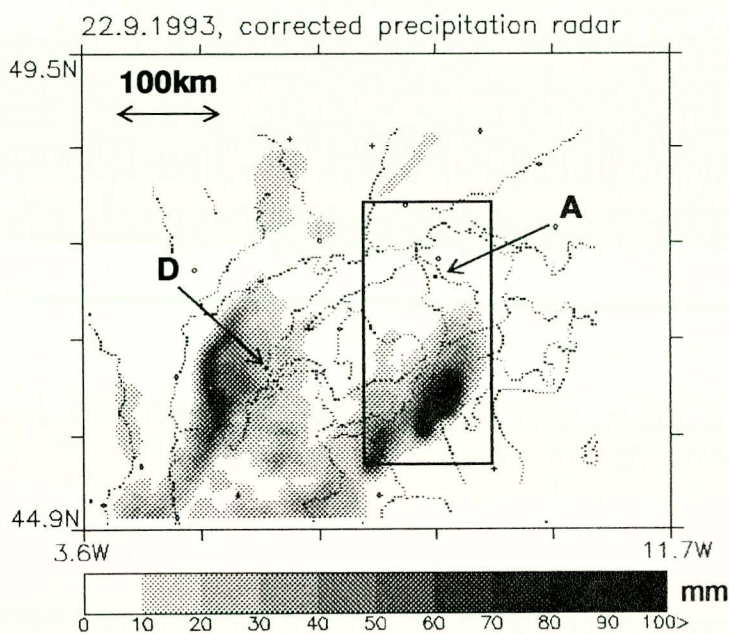 22.9.1993, corrected precipitation radar
49.5N
100km
A
D
44.9N
3.6W 11.7W
mm
0 10 20 30 40 50 60 70 80 90 100>